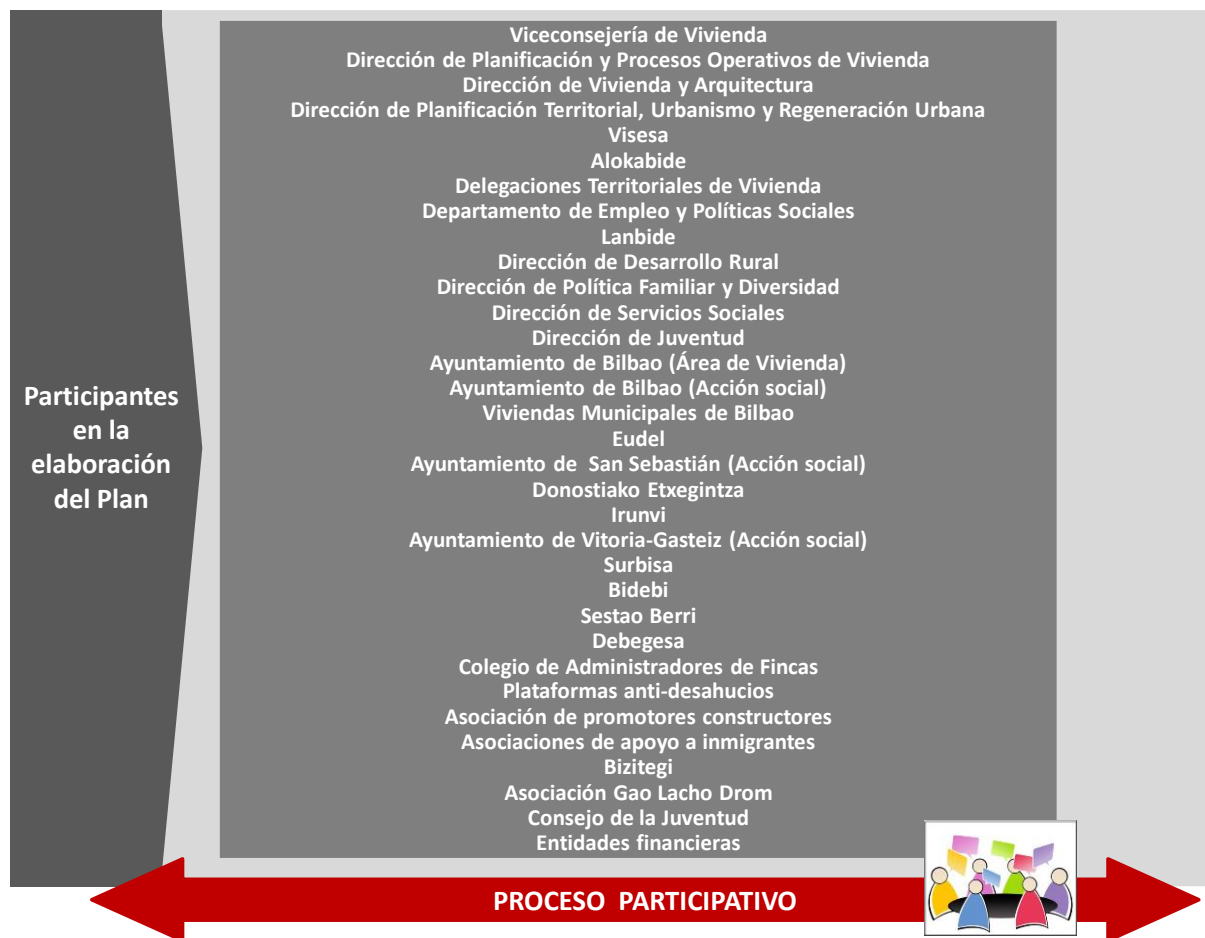 Viceconsejería de Vivienda
Dirección de Planificación y Procesos Operativos de Vivienda
Dirección de Vivienda y Arquitectura
Dirección de Planificación Territorial, Urbanismo y Regeneración Urbana
Visesa
Alokabide
Delegaciones Territoriales de Vivienda
Departamento de Empleo y Políticas Sociales
Lanbide
Dirección de Desarrollo Rural
Dirección de Política Familiar y Diversidad
Dirección de Servicios Sociales
Dirección de Juventud
Ayuntamiento de Bilbao (Área de Vivienda)
Ayuntamiento de Bilbao (Acción social)
Viviendas Municipales de Bilbao
Eudel
Ayuntamiento de San Sebastián (Acción social)
Donostiako Etxegintza
Irunvi
Ayuntamiento de Vitoria-Gasteiz (Acción social)
Surbisa
Bidebi
Sestao Berri
Debegesa
Colegio de Administradores de Fincas
Plataformas anti-desahucios
Asociación de promotores constructores
Asociaciones de apoyo a inmigrantes
Bizitegi
Asociación Gao Lacho Drom
Consejo de la Juventud
Entidades financieras
Participantes
en la
elaboración
del Plan
PROCESO PARTICIPATIVO